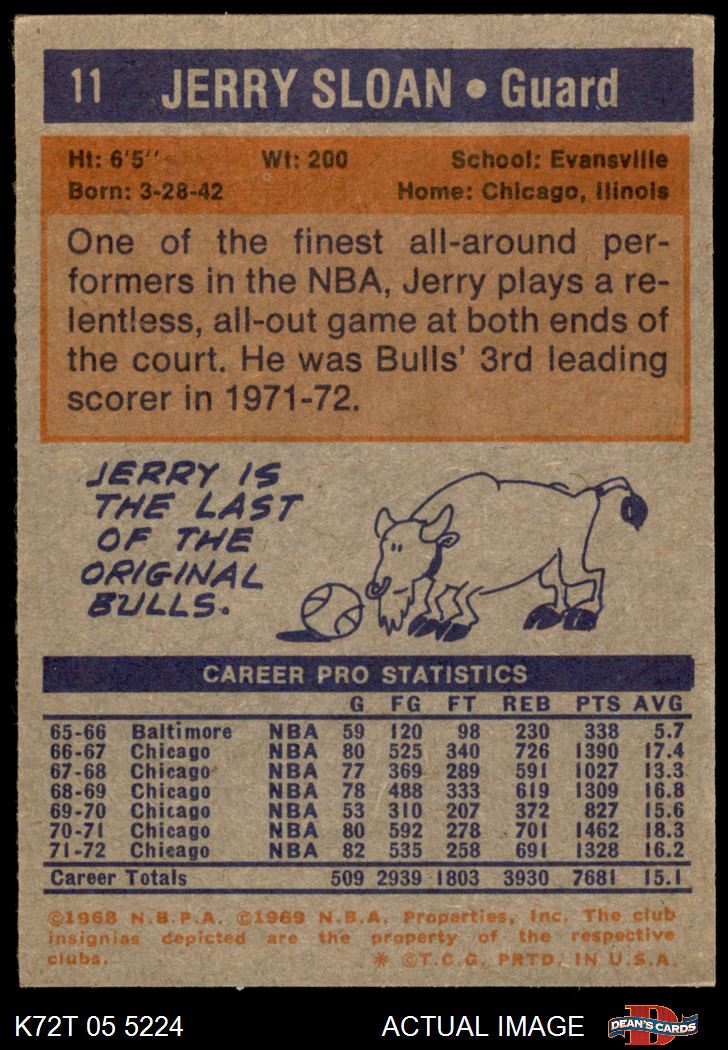 11 JERRY SLOAN • Guard
Ht: 6'5'' Wt: 200 School: Evansville
Born: 3-28-42 Home: Chicago, Illinois
One of the finest all-around per-
formers in the NBA, Jerry plays a re-
lentless, all-out game at both ends of
the court. He was Bulls' 3rd leading
scorer in 1971-72.
JERRY IS
THE LAST
OF THE
ORIGINAL
BULLS.
CAREER PRO STATISTICS
G FG FT REB PTS AVG
65-66 Baltimore NBA 59 120 98 230 338 5.7
66-67 Chicago NBA 80 525 340 726 1390 17.4
67-68 Chicago NBA 77 369 289 591 1027 13.3
68-69 Chicago NBA 78 488 333 619 1309 16.8
69-70 Chicago NBA 53 310 207 372 827 15.6
70-71 Chicago NBA 80 592 278 701 1462 18.3
71-72 Chicago NBA 82 535 258 691 1328 16.2
Career Totals 509 2939 1803 3930 7681 15.1
©1968 N.B.P.A. ©1969 N.B.A. Properties, Inc. The club
insignias depicted are the property of the respective
clubs. * ©T.C.G. PRTD. IN U.S.A.
K72T 05 5224 ACTUAL IMAGE D DEAN'S CARDS